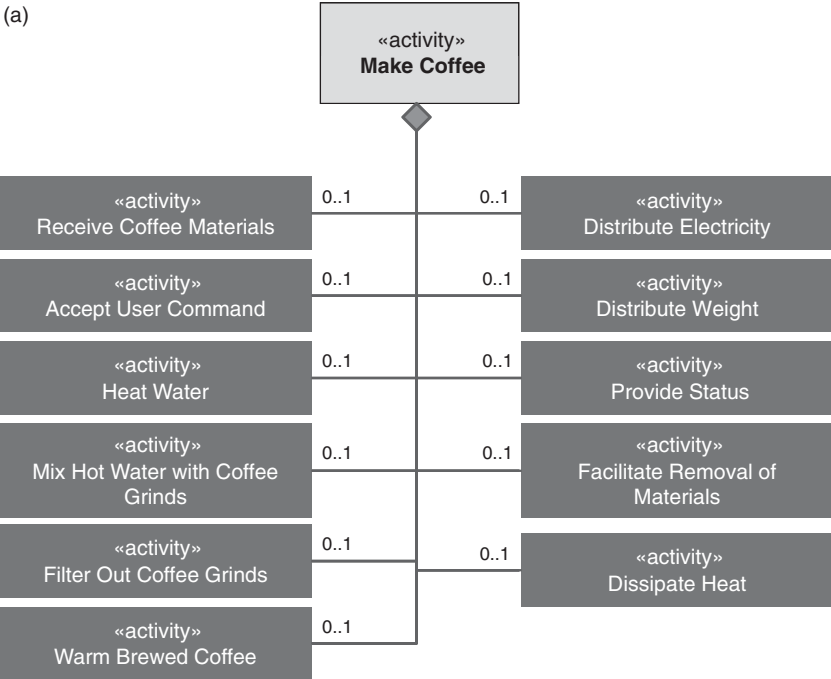 (a)
«activity»
Make Coffee
0..1
«activity»
Receive Coffee Materials
0..1
«activity»
Distribute Electricity
0..1
«activity»
Accept User Command
0..1
«activity»
Distribute Weight
0..1
«activity»
Heat Water
0..1
«activity»
Provide Status
0..1
«activity»
Mix Hot Water with Coffee
Grinds
0..1
«activity»
Facilitate Removal of
Materials
0..1
«activity»
Filter Out Coffee Grinds
0..1
«activity»
Dissipate Heat
0..1
«activity»
Warm Brewed Coffee